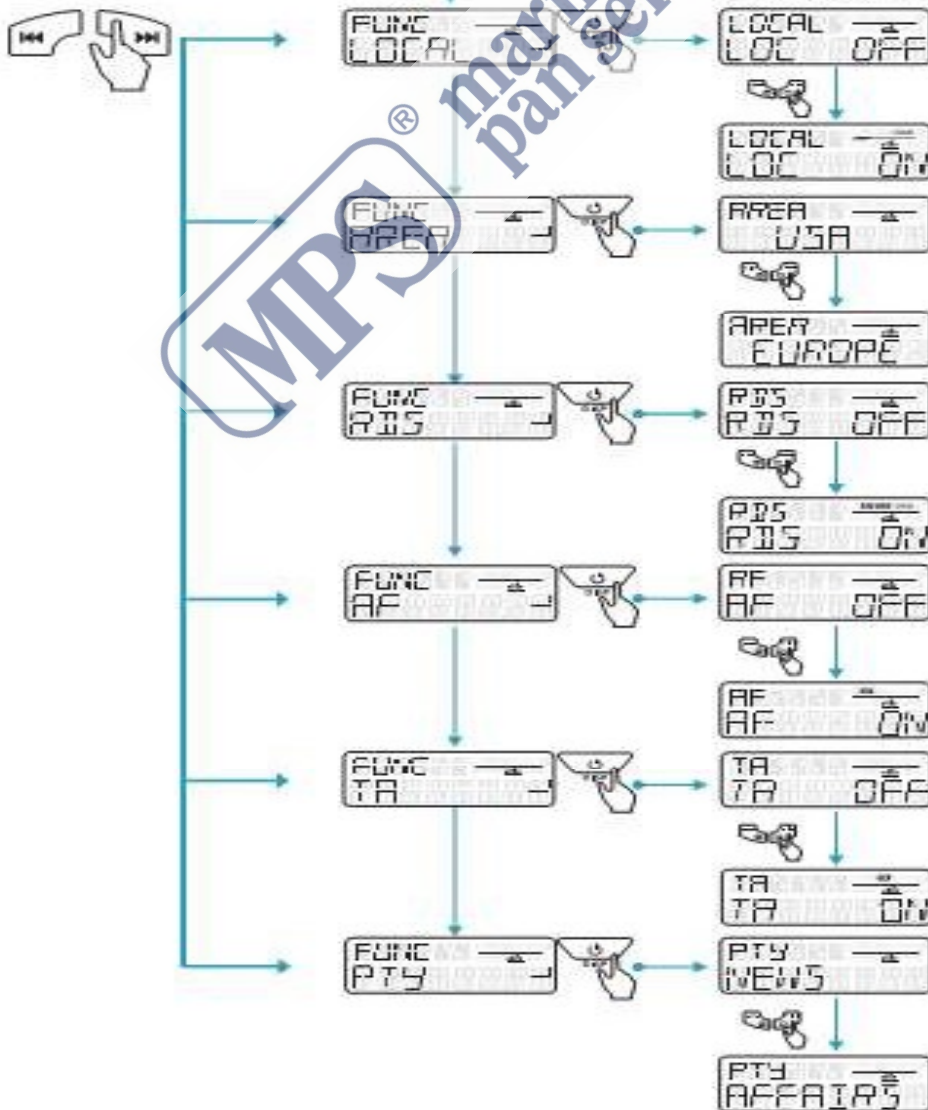 FUNC
LOCAL
LOCAL
LOC OFF
LOCAL
LOC ON
FUNC
AREA
AREA
USA
AREA
EUROPE
FUNC
RDS
RDS
RDS OFF
RDS
RDS ON
FUNC
AF
AF
AF OFF
AF
AF ON
FUNC
TA
TA
TA OFF
TA
TA ON
FUNC
PTY
PTY
NEWS
PTY
AFFAIRS
MPS®
pan